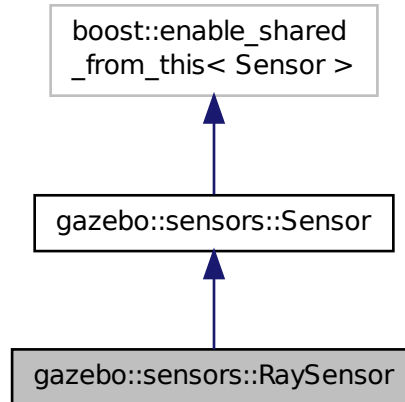 boost::enable_shared
_from_this< Sensor >
gazebo::sensors::Sensor
gazebo::sensors::RaySensor